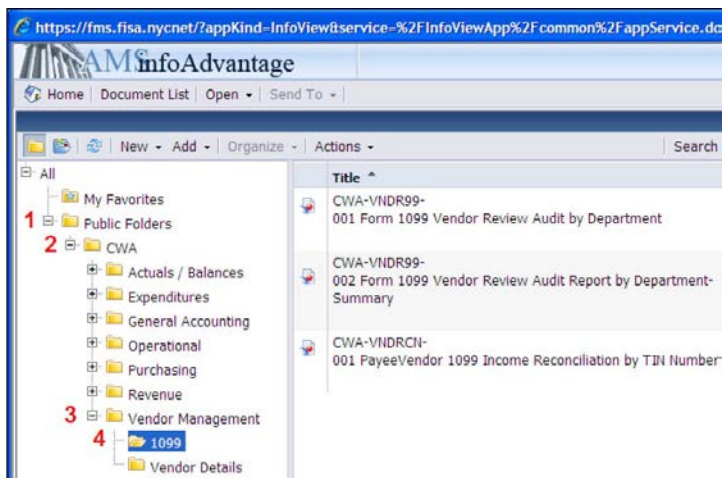 https://fms.fisa.nycnet/?appKind=InfoView&service=%2FInfoViewApp%2Fcommon%2FappService.do
AMS infoAdvantage
Home | Document List | Open | Send To
New Add | Organize | Actions | Search
All
My Favorites
1 Public Folders
2 CWA
Actuals / Balances
Expenditures
General Accounting
Operational
Purchasing
Revenue
3 Vendor Management
4 1099
Vendor Details
Title
CWA-VNDR99-
001 Form 1099 Vendor Review Audit by Department
CWA-VNDR99-
002 Form 1099 Vendor Review Audit Report by Department-
Summary
CWA-VNDRCN-
001 PayeeVendor 1099 Income Reconciliation by TIN Number